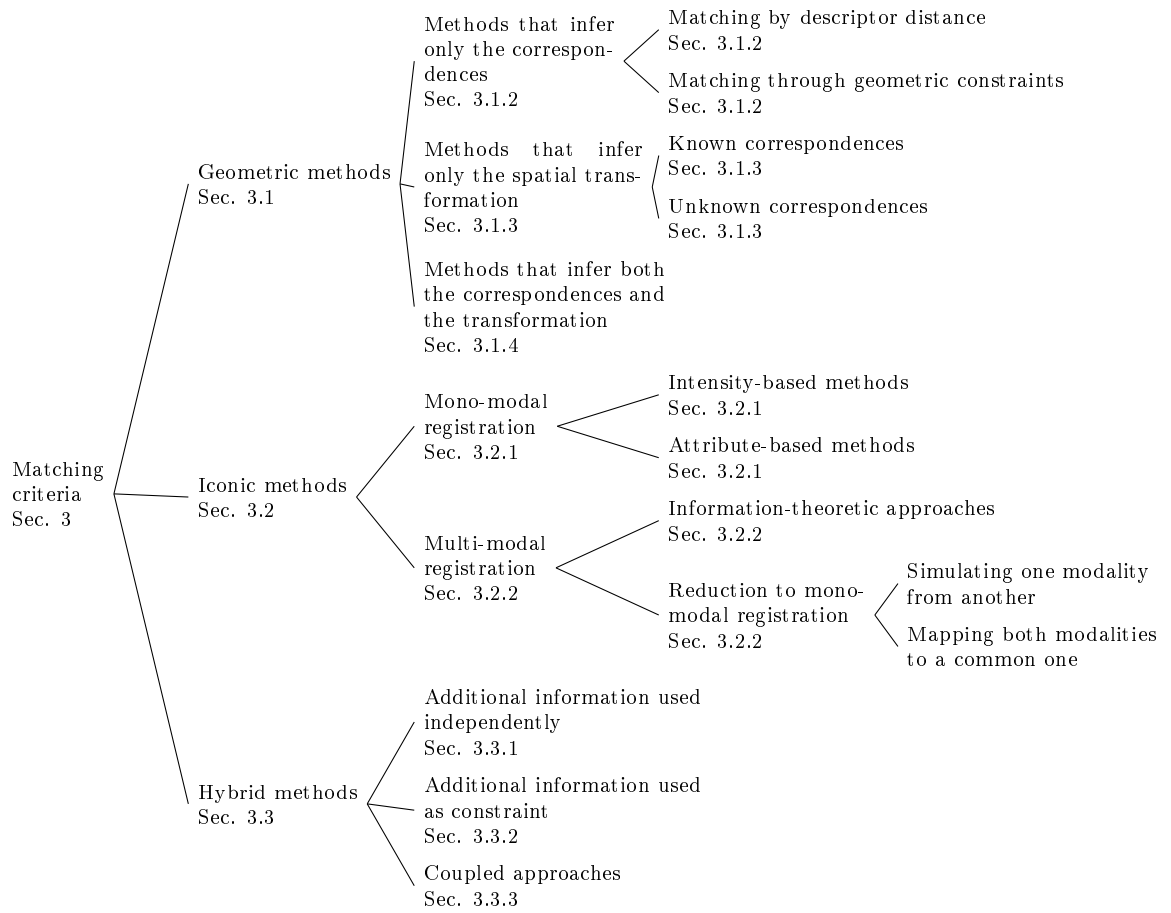 Matching
criteria
Sec. 3
Geometric methods
Sec. 3.1
Methods that infer
only the correspon-
dences
Sec. 3.1.2
Matching by descriptor distance
Sec. 3.1.2
Matching through geometric constraints
Sec. 3.1.2
Methods that infer
only the spatial trans-
formation
Sec. 3.1.3
Known correspondences
Sec. 3.1.3
Unknown correspondences
Sec. 3.1.3
Methods that infer both
the correspondences and
the transformation
Sec. 3.1.4
Iconic methods
Sec. 3.2
Mono-modal
registration
Sec. 3.2.1
Intensity-based methods
Sec. 3.2.1
Attribute-based methods
Sec. 3.2.1
Multi-modal
registration
Sec. 3.2.2
Information-theoretic approaches
Sec. 3.2.2
Reduction to mono-
modal registration
Sec. 3.2.2
Simulating one modality
from another
Mapping both modalities
to a common one
Hybrid methods
Sec. 3.3
Additional information used
independently
Sec. 3.3.1
Additional information used
as constraint
Sec. 3.3.2
Coupled approaches
Sec. 3.3.3